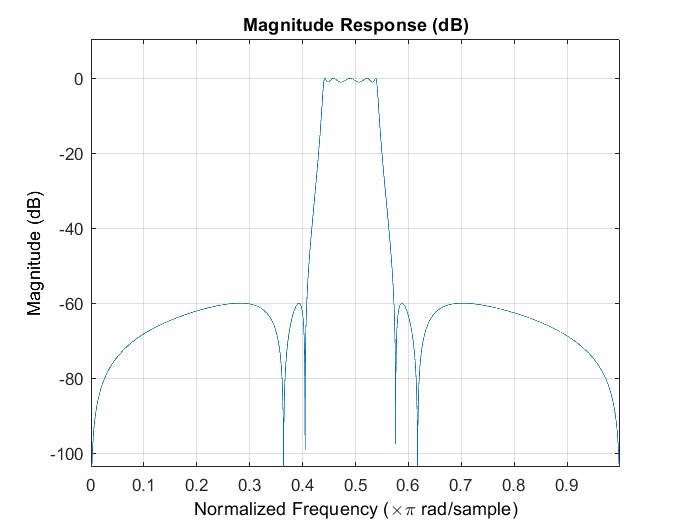 Magnitude Response (dB)
Magnitude (dB)
0
-20
-40
-60
-80
-100
0 0.1 0.2 0.3 0.4 0.5 0.6 0.7 0.8 0.9
Normalized Frequency (×π rad/sample)